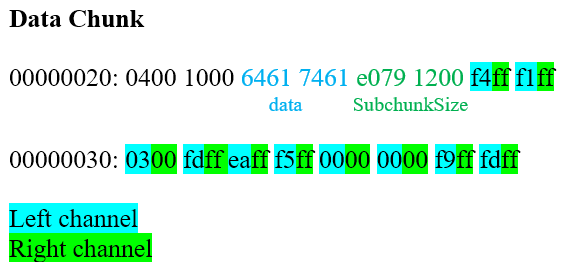 Data Chunk
00000020: 0400 1000 6461 7461 e079 1200 f4ff f1ff
data SubchunkSize
00000030: 0300 fdff eaff f5ff 0000 0000 f9ff fdff
Left channel
Right channel